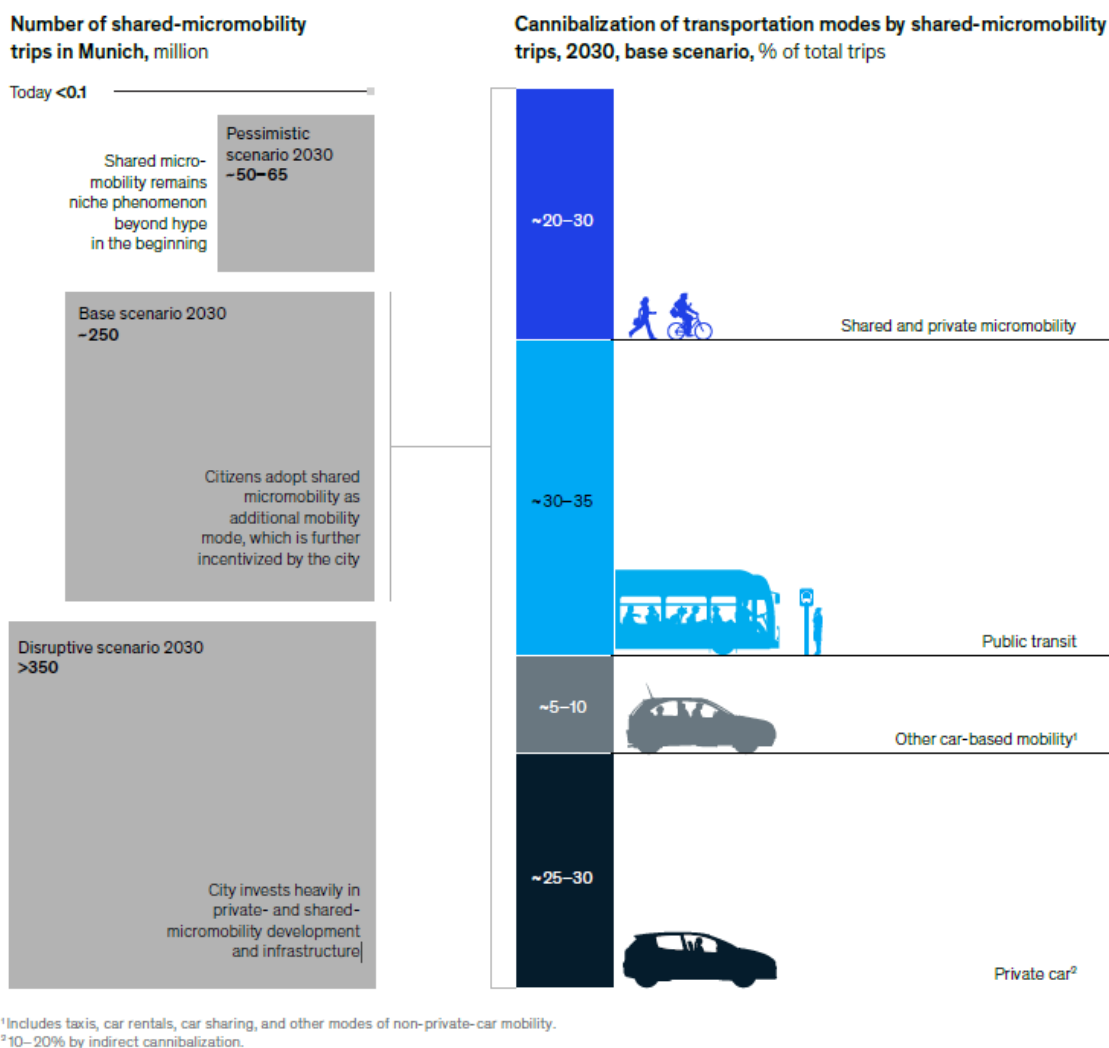 Number of shared-micromobility
trips in Munich, million
Today <0.1
Pessimistic
scenario 2030
~50–65
Shared micro-
mobility remains
niche phenomenon
beyond hype
in the beginning
Base scenario 2030
~250
Citizens adopt shared
micromobility as
additional mobility
mode, which is further
incentivized by the city
Disruptive scenario 2030
>350
City invests heavily in
private- and shared-
micromobility development
and infrastructure
Cannibalization of transportation modes by shared-micromobility
trips, 2030, base scenario, % of total trips
~20–30
Shared and private micromobility
~30–35
Public transit
~5–10
Other car-based mobility¹
~25–30
Private car²
¹Includes taxis, car rentals, car sharing, and other modes of non-private-car mobility.
²10–20% by indirect cannibalization.